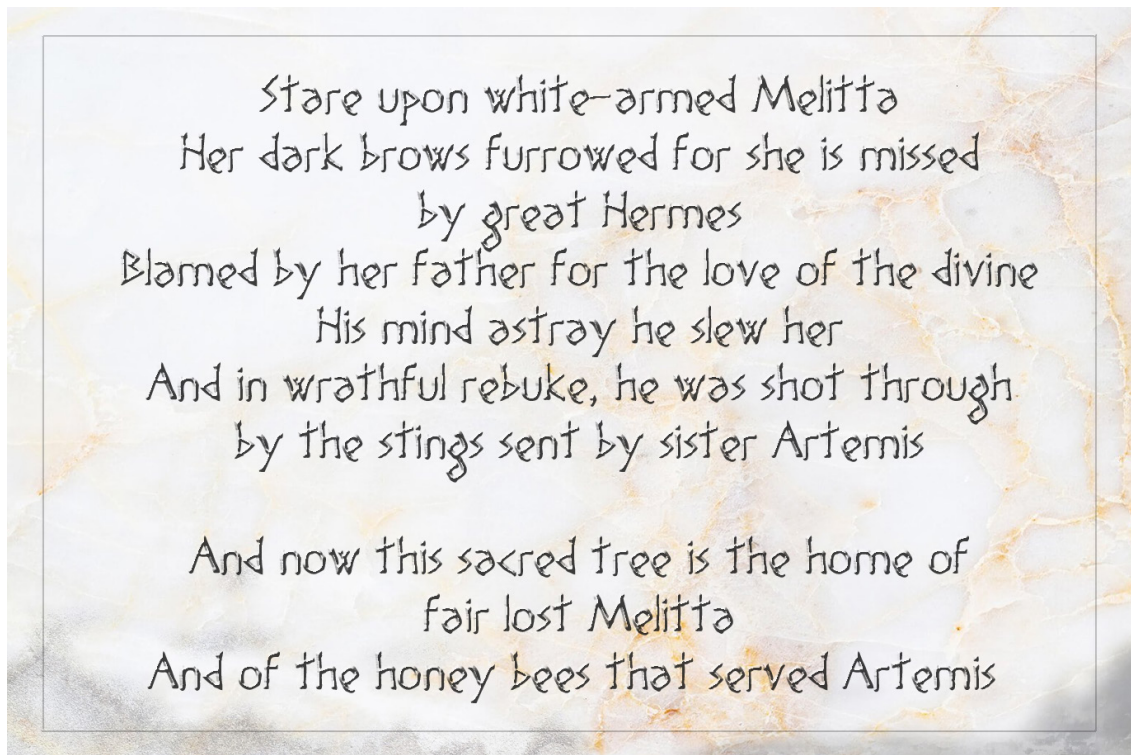 Stare upon white-armed Melitta
Her dark brows furrowed for she is missed
by great Hermes
Blamed by her father for the love of the divine
His mind astray he slew her
And in wrathful rebuke, he was shot through
by the stings sent by sister Artemis
And now this sacred tree is the home of
fair lost Melitta
And of the honey bees that served Artemis